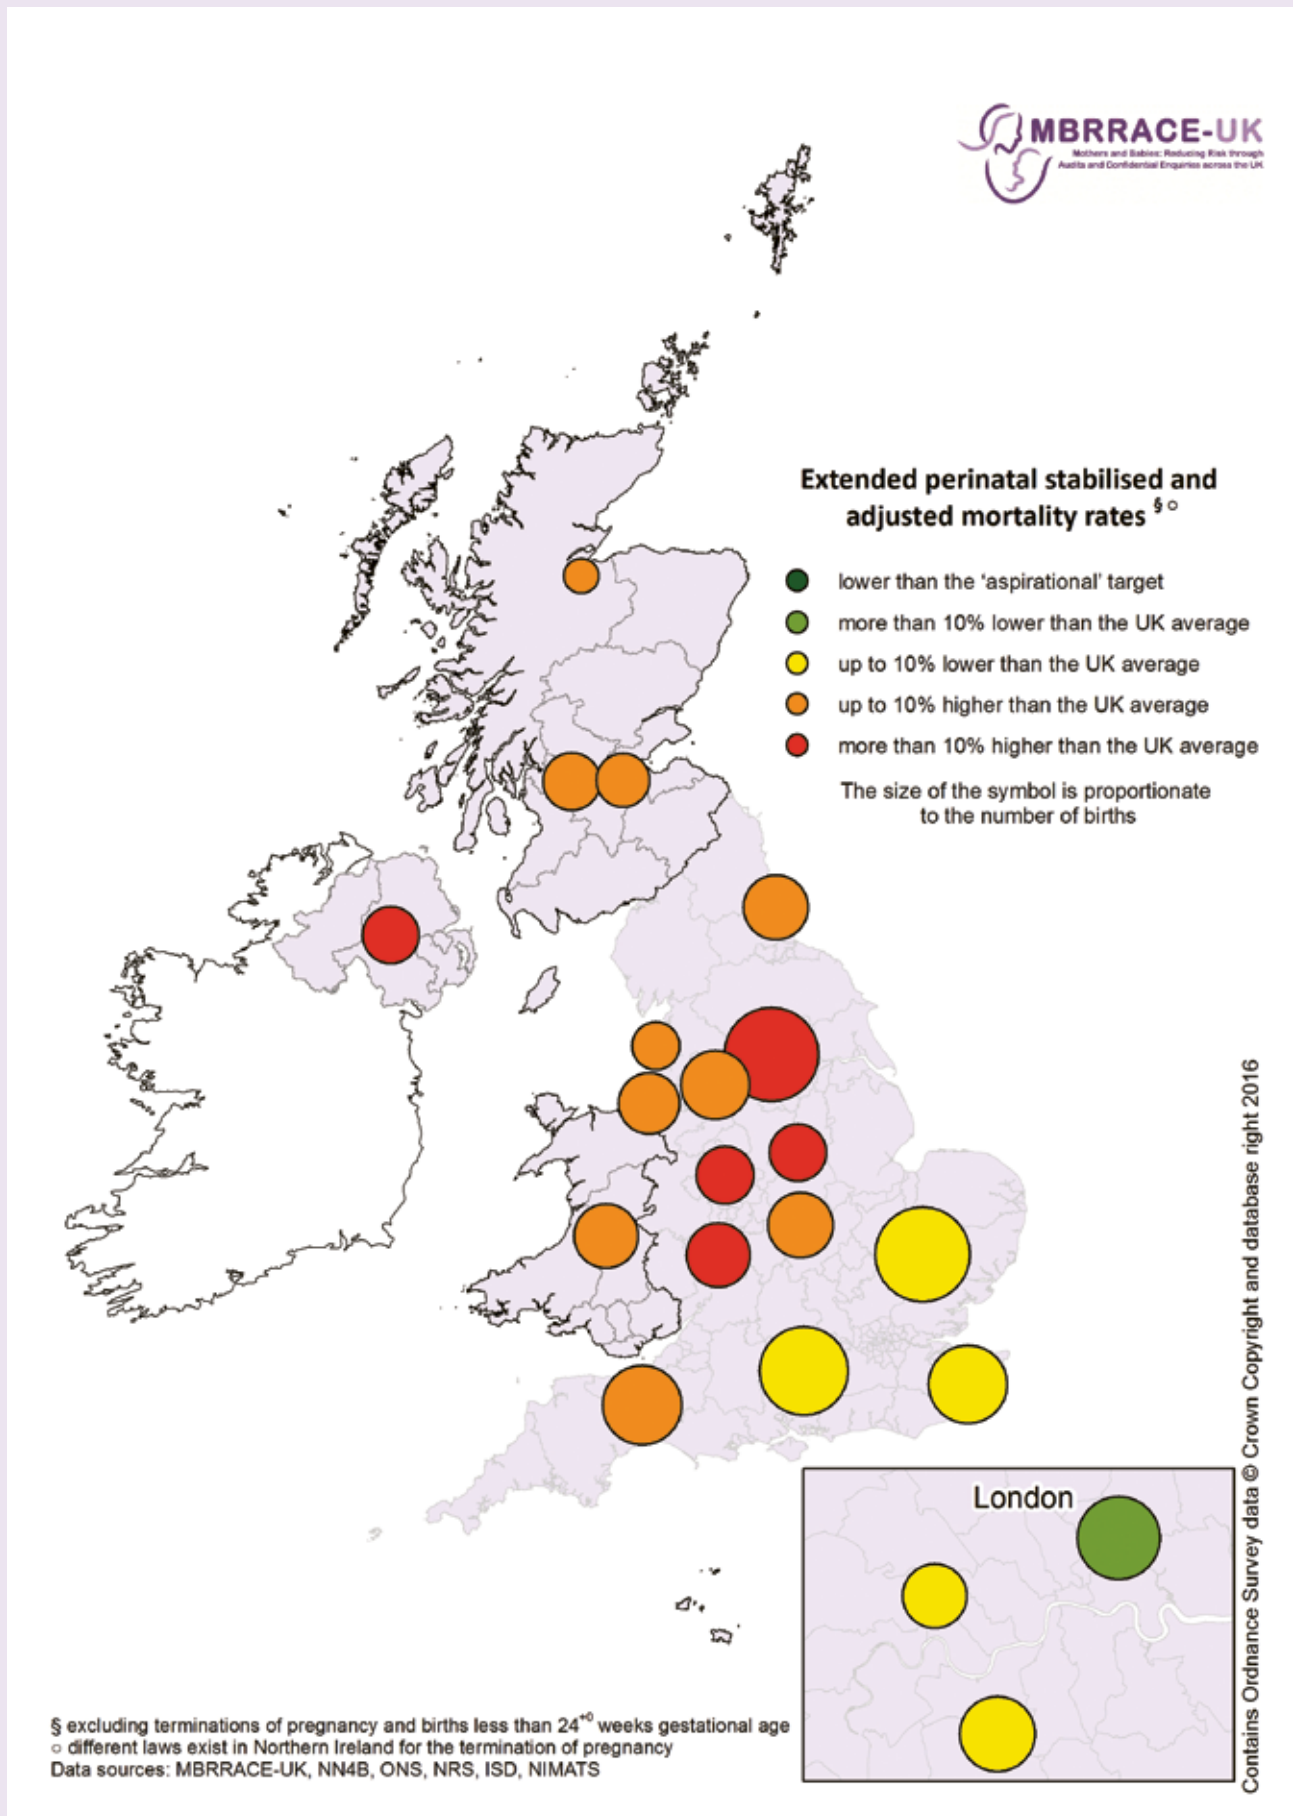 MBRRACE-UK
Mothers and Babies: Reducing Risk through
Audits and Confidential Enquiries across the UK
Extended perinatal stabilised and
adjusted mortality rates § ○
lower than the ‘aspirational’ target
more than 10% lower than the UK average
up to 10% lower than the UK average
up to 10% higher than the UK average
more than 10% higher than the UK average
The size of the symbol is proportionate
to the number of births
London
§ excluding terminations of pregnancy and births less than 24⁺⁰ weeks gestational age
○ different laws exist in Northern Ireland for the termination of pregnancy
Data sources: MBRRACE-UK, NN4B, ONS, NRS, ISD, NIMATS
Contains Ordnance Survey data © Crown Copyright and database right 2016